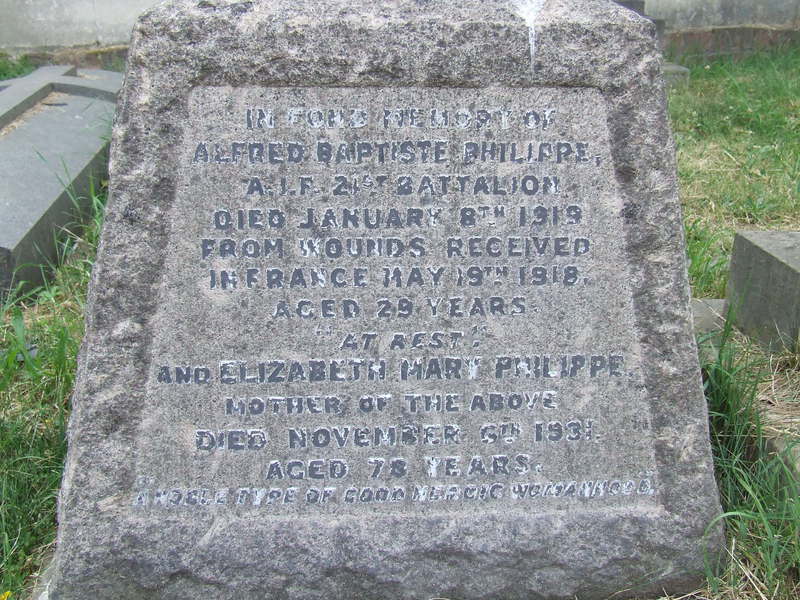 IN FOND MEMORY OF
ALFRED BAPTISTE PHILIPPE,
A.I.F. 21ST BATTALION.
DIED JANUARY 8TH 1919
FROM WOUNDS RECEIVED
IN FRANCE MAY 19TH 1918.
AGED 29 YEARS.
"AT REST."
AND ELIZABETH MARY PHILIPPE.
MOTHER OF THE ABOVE
DIED NOVEMBER 6TH 1931.
AGED 78 YEARS.
"A NOBLE TYPE OF GOOD HEROIC WOMANHOOD."